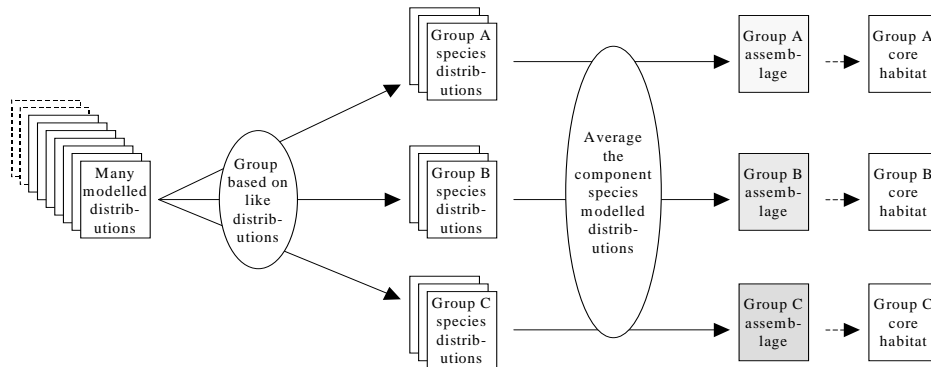 Many
modelled
distrib-
utions
Group
based on
like
distrib-
utions
Group A
species
distrib-
utions
Group B
species
distrib-
utions
Group C
species
distrib-
utions
Average
the
component
species
modelled
distrib-
utions
Group A
assemb-
lage
Group A
core
habitat
Group B
assemb-
lage
Group B
core
habitat
Group C
assemb-
lage
Group C
core
habitat